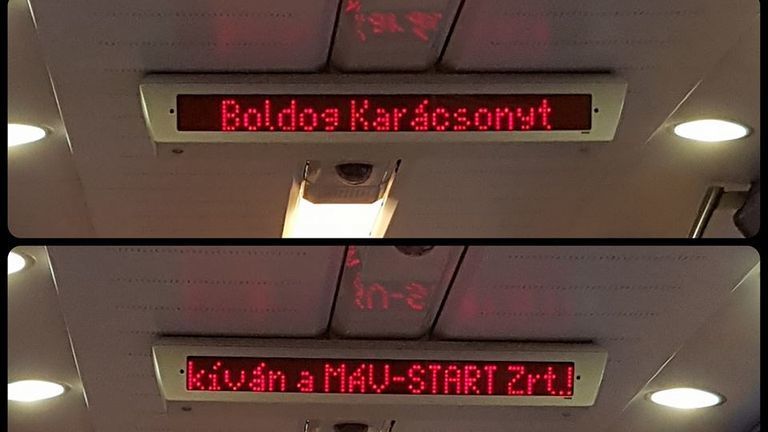 Boldog Karácsonyt
kíván a MÁV-START Zrt.!